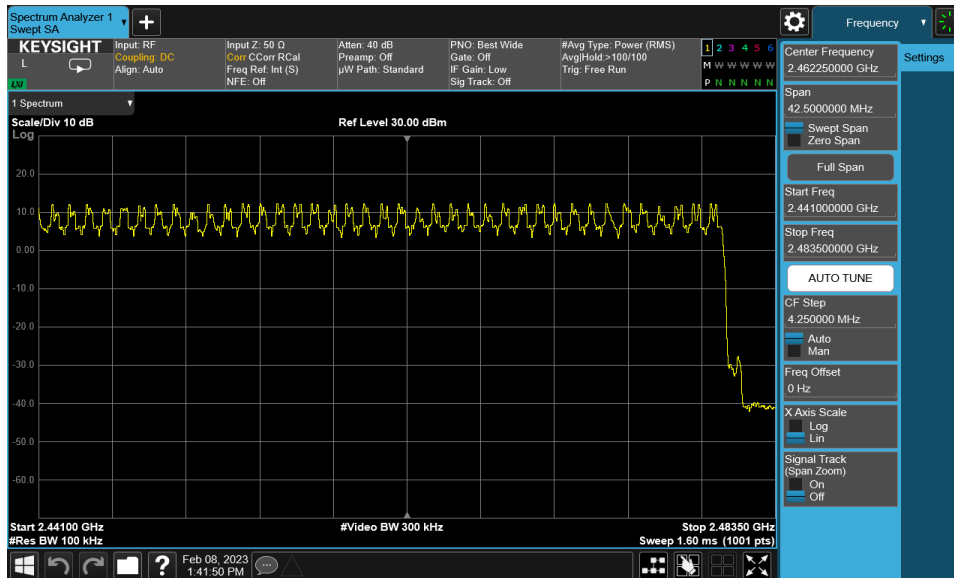 Spectrum Analyzer 1
Swept SA
+
Frequency
KEYSIGHT
L
LXI
Input: RF
Coupling: DC
Align: Auto
Input Z: 50 Ω
Corr CCorr RCal
Freq Ref: Int (S)
NFE: Off
Atten: 40 dB
Preamp: Off
µW Path: Standard
PNO: Best Wide
Gate: Off
IF Gain: Low
Sig Track: Off
#Avg Type: Power (RMS)
Avg|Hold:>100/100
Trig: Free Run
1 2 3 4 5 6
M W W W W W
P N N N N N
1 Spectrum
Scale/Div 10 dB
Ref Level 30.00 dBm
Log
20.0
10.0
0.00
-10.0
-20.0
-30.0
-40.0
-50.0
-60.0
Start 2.44100 GHz
#Video BW 300 kHz
Stop 2.48350 GHz
#Res BW 100 kHz
Sweep 1.60 ms (1001 pts)
?
Feb 08, 2023
1:41:50 PM
Center Frequency
2.462250000 GHz
Settings
Span
42.5000000 MHz
Swept Span
Zero Span
Full Span
Start Freq
2.441000000 GHz
Stop Freq
2.483500000 GHz
AUTO TUNE
CF Step
4.250000 MHz
Auto
Man
Freq Offset
0 Hz
X Axis Scale
Log
Lin
Signal Track
(Span Zoom)
On
Off